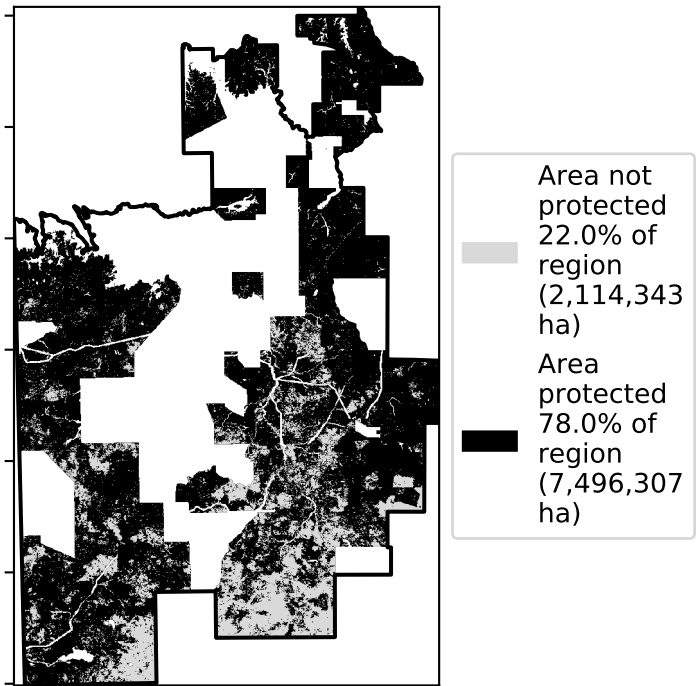 Area not
protected
22.0% of
region
(2,114,343
ha)
Area
protected
78.0% of
region
(7,496,307
ha)